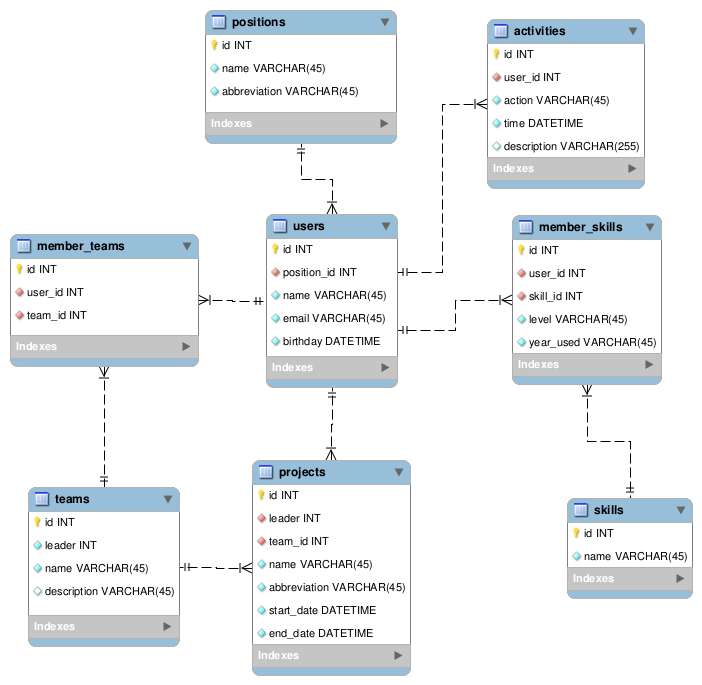 positions
id INT
name VARCHAR(45)
abbreviation VARCHAR(45)
Indexes
activities
id INT
user_id INT
action VARCHAR(45)
time DATETIME
description VARCHAR(255)
Indexes
users
id INT
position_id INT
name VARCHAR(45)
email VARCHAR(45)
birthday DATETIME
Indexes
member_teams
id INT
user_id INT
team_id INT
Indexes
member_skills
id INT
user_id INT
skill_id INT
level VARCHAR(45)
year_used VARCHAR(45)
Indexes
teams
id INT
leader INT
name VARCHAR(45)
description VARCHAR(45)
Indexes
projects
id INT
leader INT
team_id INT
name VARCHAR(45)
abbreviation VARCHAR(45)
start_date DATETIME
end_date DATETIME
Indexes
skills
id INT
name VARCHAR(45)
Indexes